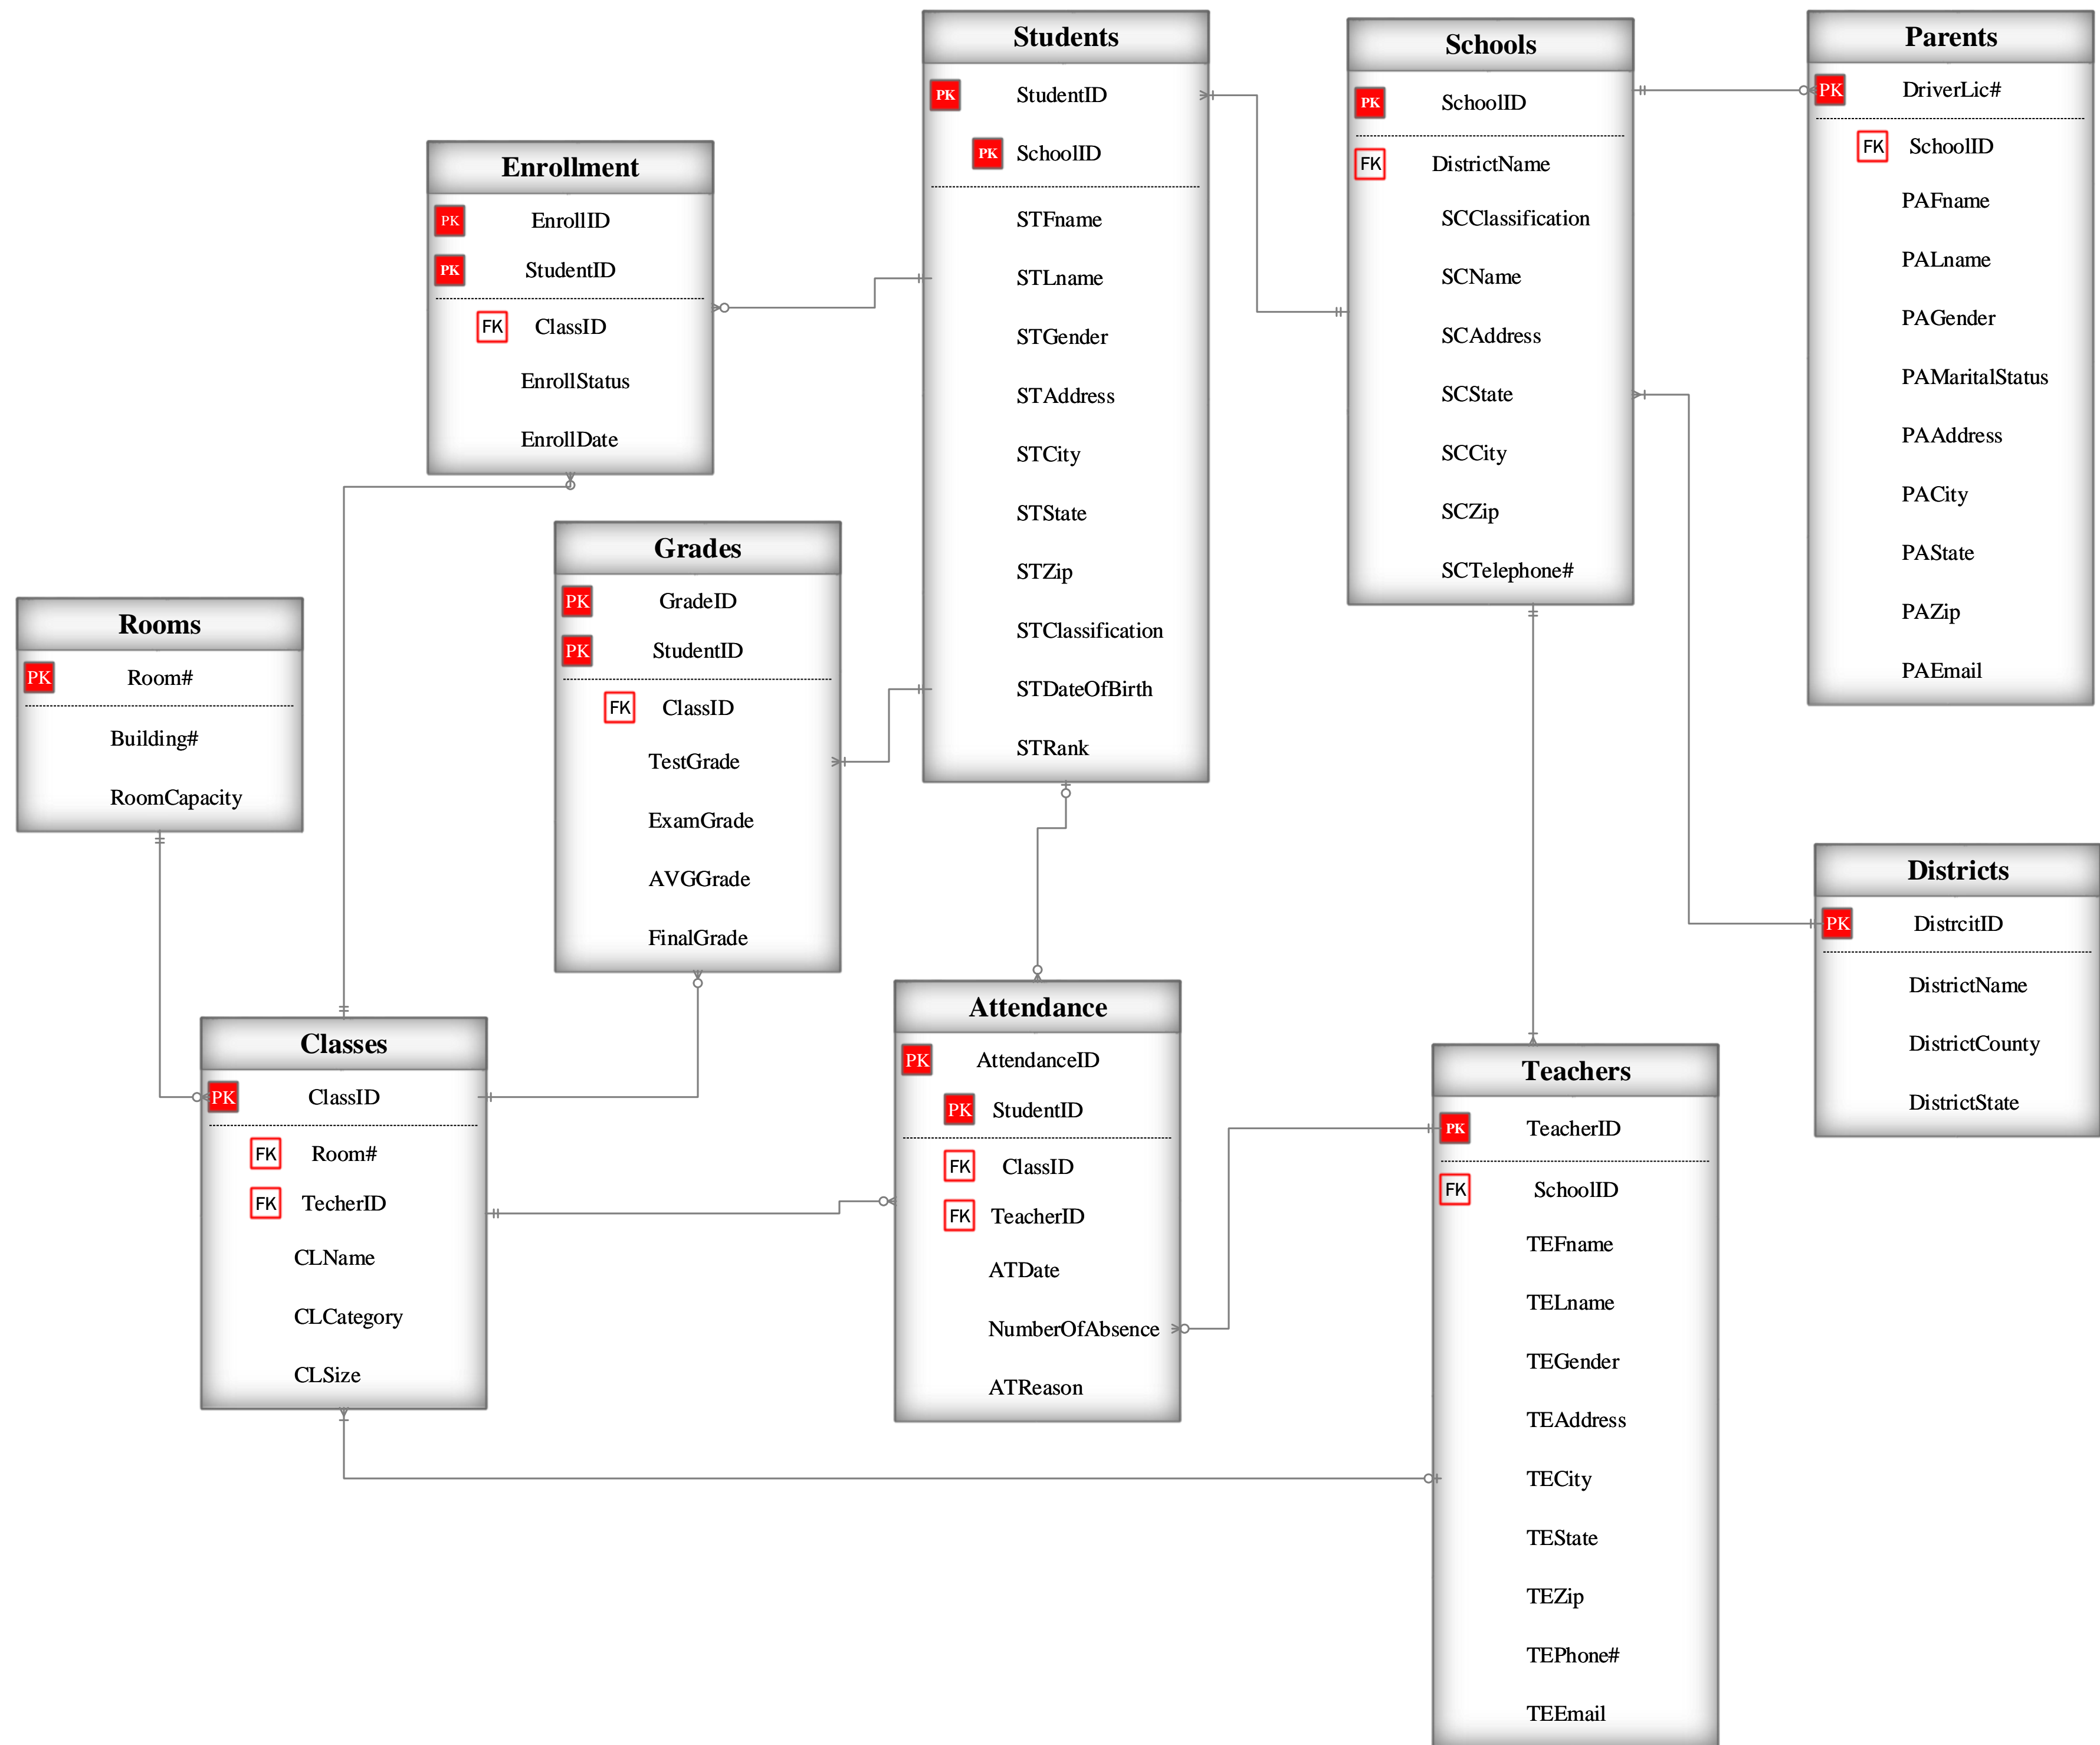 Students
PK StudentID
PK SchoolID
STFname
STLname
STGender
STAddress
STCity
STState
STZip
STClassification
STDateOfBirth
STRank
Schools
PK SchoolID
FK DistrictName
SCClassification
SCName
SCAddress
SCState
SCCity
SCZip
SCTelephone#
Parents
PK DriverLic#
FK SchoolID
PAFname
PALname
PAGender
PAMaritalStatus
PAAddress
PACity
PAState
PAZip
PAEmail
Enrollment
PK EnrollID
PK StudentID
FK ClassID
EnrollStatus
EnrollDate
Grades
PK GradeID
PK StudentID
FK ClassID
TestGrade
ExamGrade
AVGGrade
FinalGrade
Rooms
PK Room#
Building#
RoomCapacity
Districts
PK DistrcitID
DistrictName
DistrictCounty
DistrictState
Classes
PK ClassID
FK Room#
FK TecherID
CLName
CLCategory
CLSize
Attendance
PK AttendanceID
PK StudentID
FK ClassID
FK TeacherID
ATDate
NumberOfAbsence
ATReason
Teachers
PK TeacherID
FK SchoolID
TEFname
TELname
TEGender
TEAddress
TECity
TEState
TEZip
TEPhone#
TEEmail